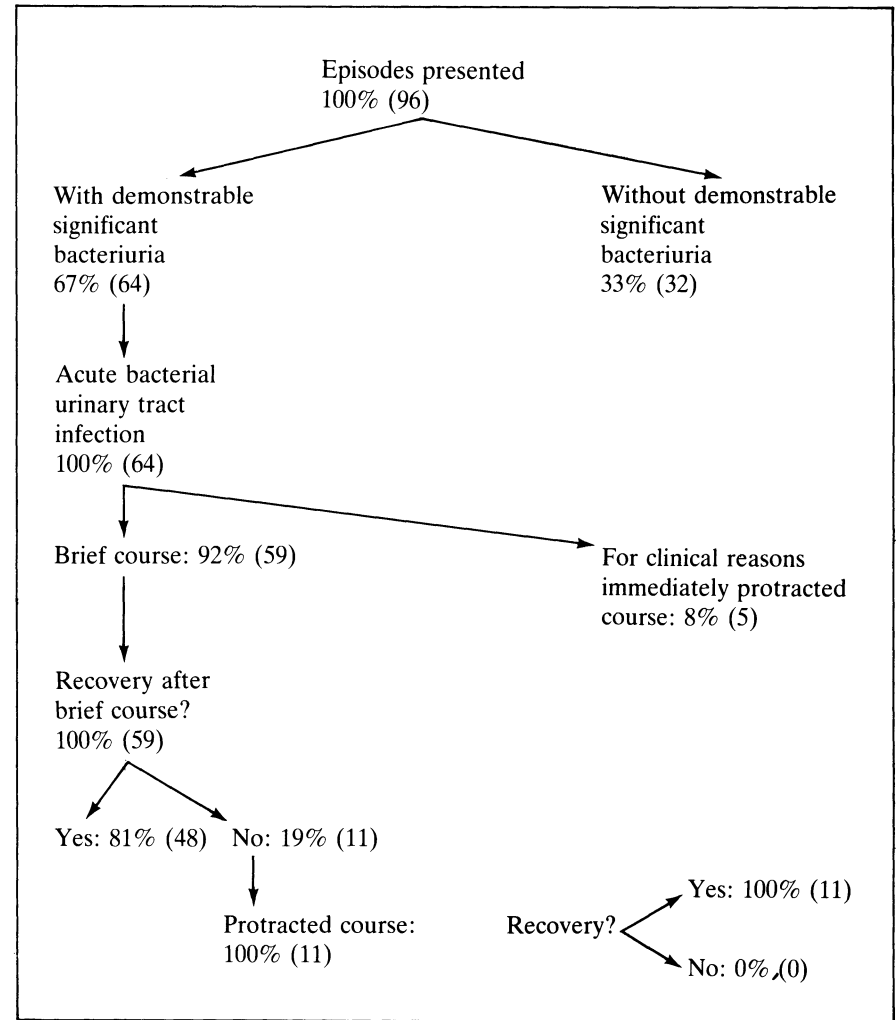 Episodes presented
100% (96)
With demonstrable
significant
bacteriuria
67% (64)
Without demonstrable
significant
bacteriuria
33% (32)
Acute bacterial
urinary tract
infection
100% (64)
Brief course: 92% (59)
For clinical reasons
immediately protracted
course: 8% (5)
Recovery after
brief course?
100% (59)
Yes: 81% (48)
No: 19% (11)
Protracted course:
100% (11)
Recovery?
Yes: 100% (11)
No: 0% (0)